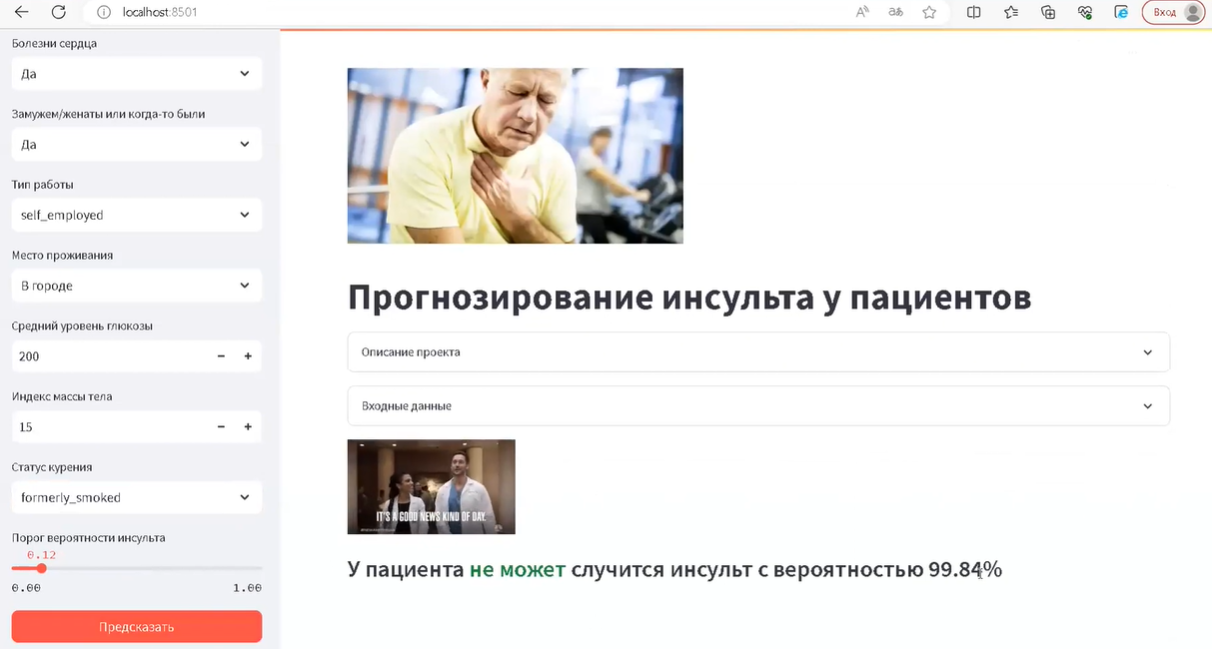 localhost:8501
Вход
Болезни сердца
Да
Замужем/женаты или когда-то были
Да
Тип работы
self_employed
Место проживания
В городе
Средний уровень глюкозы
200
Индекс массы тела
15
Статус курения
formerly_smoked
Порог вероятности инсульта
0.12
0.00 1.00
Предсказать
Прогнозирование инсульта у пациентов
Описание проекта
Входные данные
IT'S A GOOD NEWS KIND OF DAY.
У пациента не может случится инсульт с вероятностью 99.84%